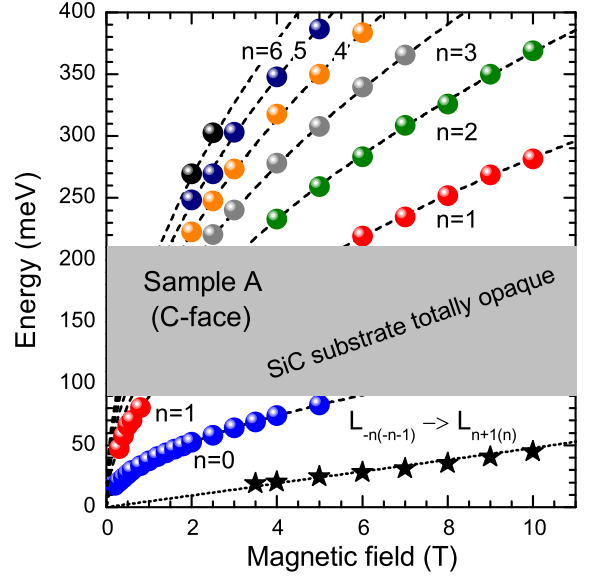 400
350
300
250
200
150
100
50
0
Energy (meV)
n=6 5 4
n=3
n=2
n=1
Sample A
(C-face)
SiC substrate totally opaque
n=1
n=0
L-n(-n-1) -> Ln+1(n)
2 4 6 8 10
Magnetic field (T)